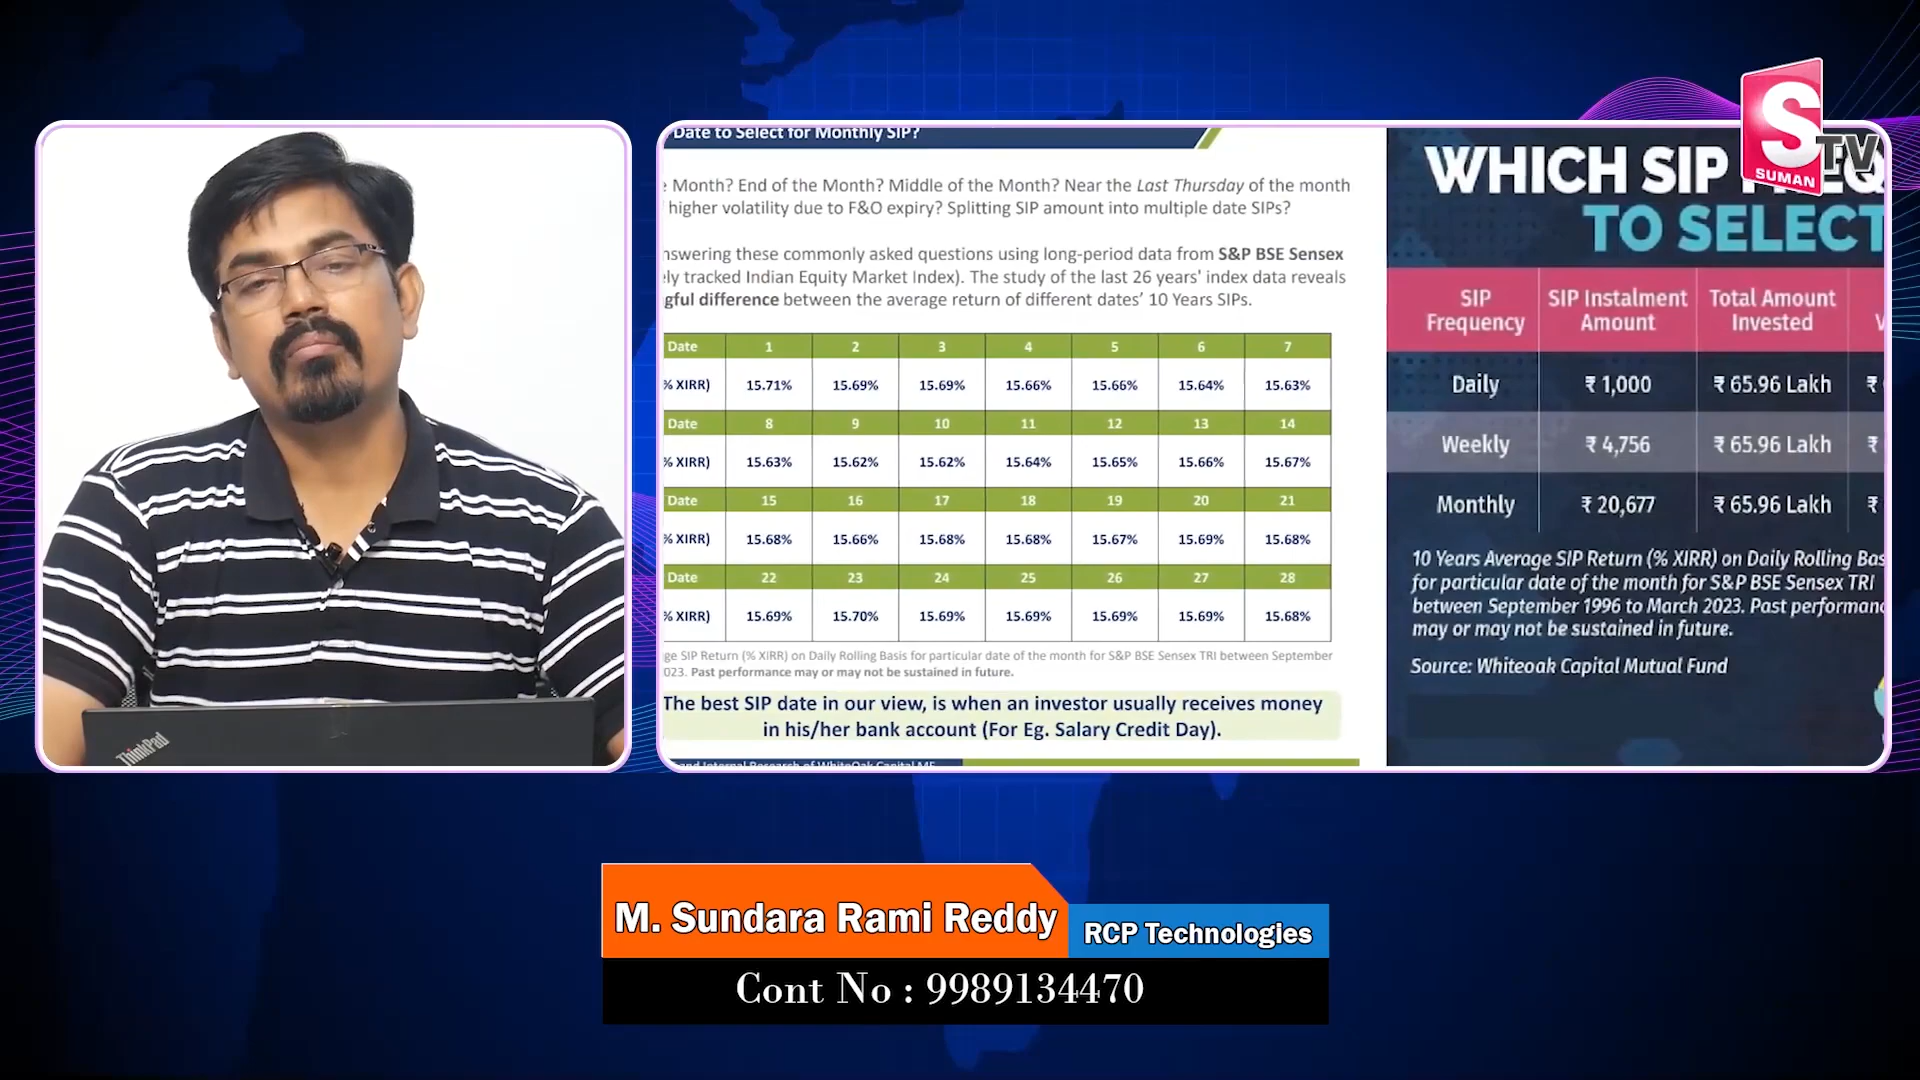 S
TV
SUMAN
Date to Select for Monthly SIP?
Month? End of the Month? Middle of the Month? Near the Last Thursday of the month
higher volatility due to F&O expiry? Splitting SIP amount into multiple date SIPs?
these commonly asked questions using long-period data from S&P BSE Sensex
tracked Indian Equity Market Index). The study of the last 26 years' index data reveals
difference between the average return of different dates' 10 Years SIPs.
Date 1 2 3 4 5 6 7
% XIRR) 15.71% 15.69% 15.69% 15.66% 15.66% 15.64% 15.63%
Date 8 9 10 11 12 13 14
% XIRR) 15.63% 15.62% 15.62% 15.64% 15.65% 15.66% 15.67%
Date 15 16 17 18 19 20 21
% XIRR) 15.68% 15.66% 15.68% 15.68% 15.67% 15.69% 15.68%
Date 22 23 24 25 26 27 28
% XIRR) 15.69% 15.70% 15.69% 15.69% 15.69% 15.69% 15.68%
ge SIP Return (% XIRR) on Daily Rolling Basis for particular date of the month for S&P BSE Sensex TRI between September
023. Past performance may or may not be sustained in future.
The best SIP date in our view, is when an investor usually receives money
in his/her bank account (For Eg. Salary Credit Day).
and Internal Research of WhiteOak Capital MF
WHICH SIP
TO SELECT
SIP Frequency SIP Instalment Amount Total Amount Invested
Daily ₹ 1,000 ₹ 65.96 Lakh ₹
Weekly ₹ 4,756 ₹ 65.96 Lakh ₹
Monthly ₹ 20,677 ₹ 65.96 Lakh ₹
10 Years Average SIP Return (% XIRR) on Daily Rolling Bas
for particular date of the month for S&P BSE Sensex TRI
between September 1996 to March 2023. Past performanc
may or may not be sustained in future.
Source: Whiteoak Capital Mutual Fund
ThinkPad
M. Sundara Rami Reddy
RCP Technologies
Cont No : 9989134470